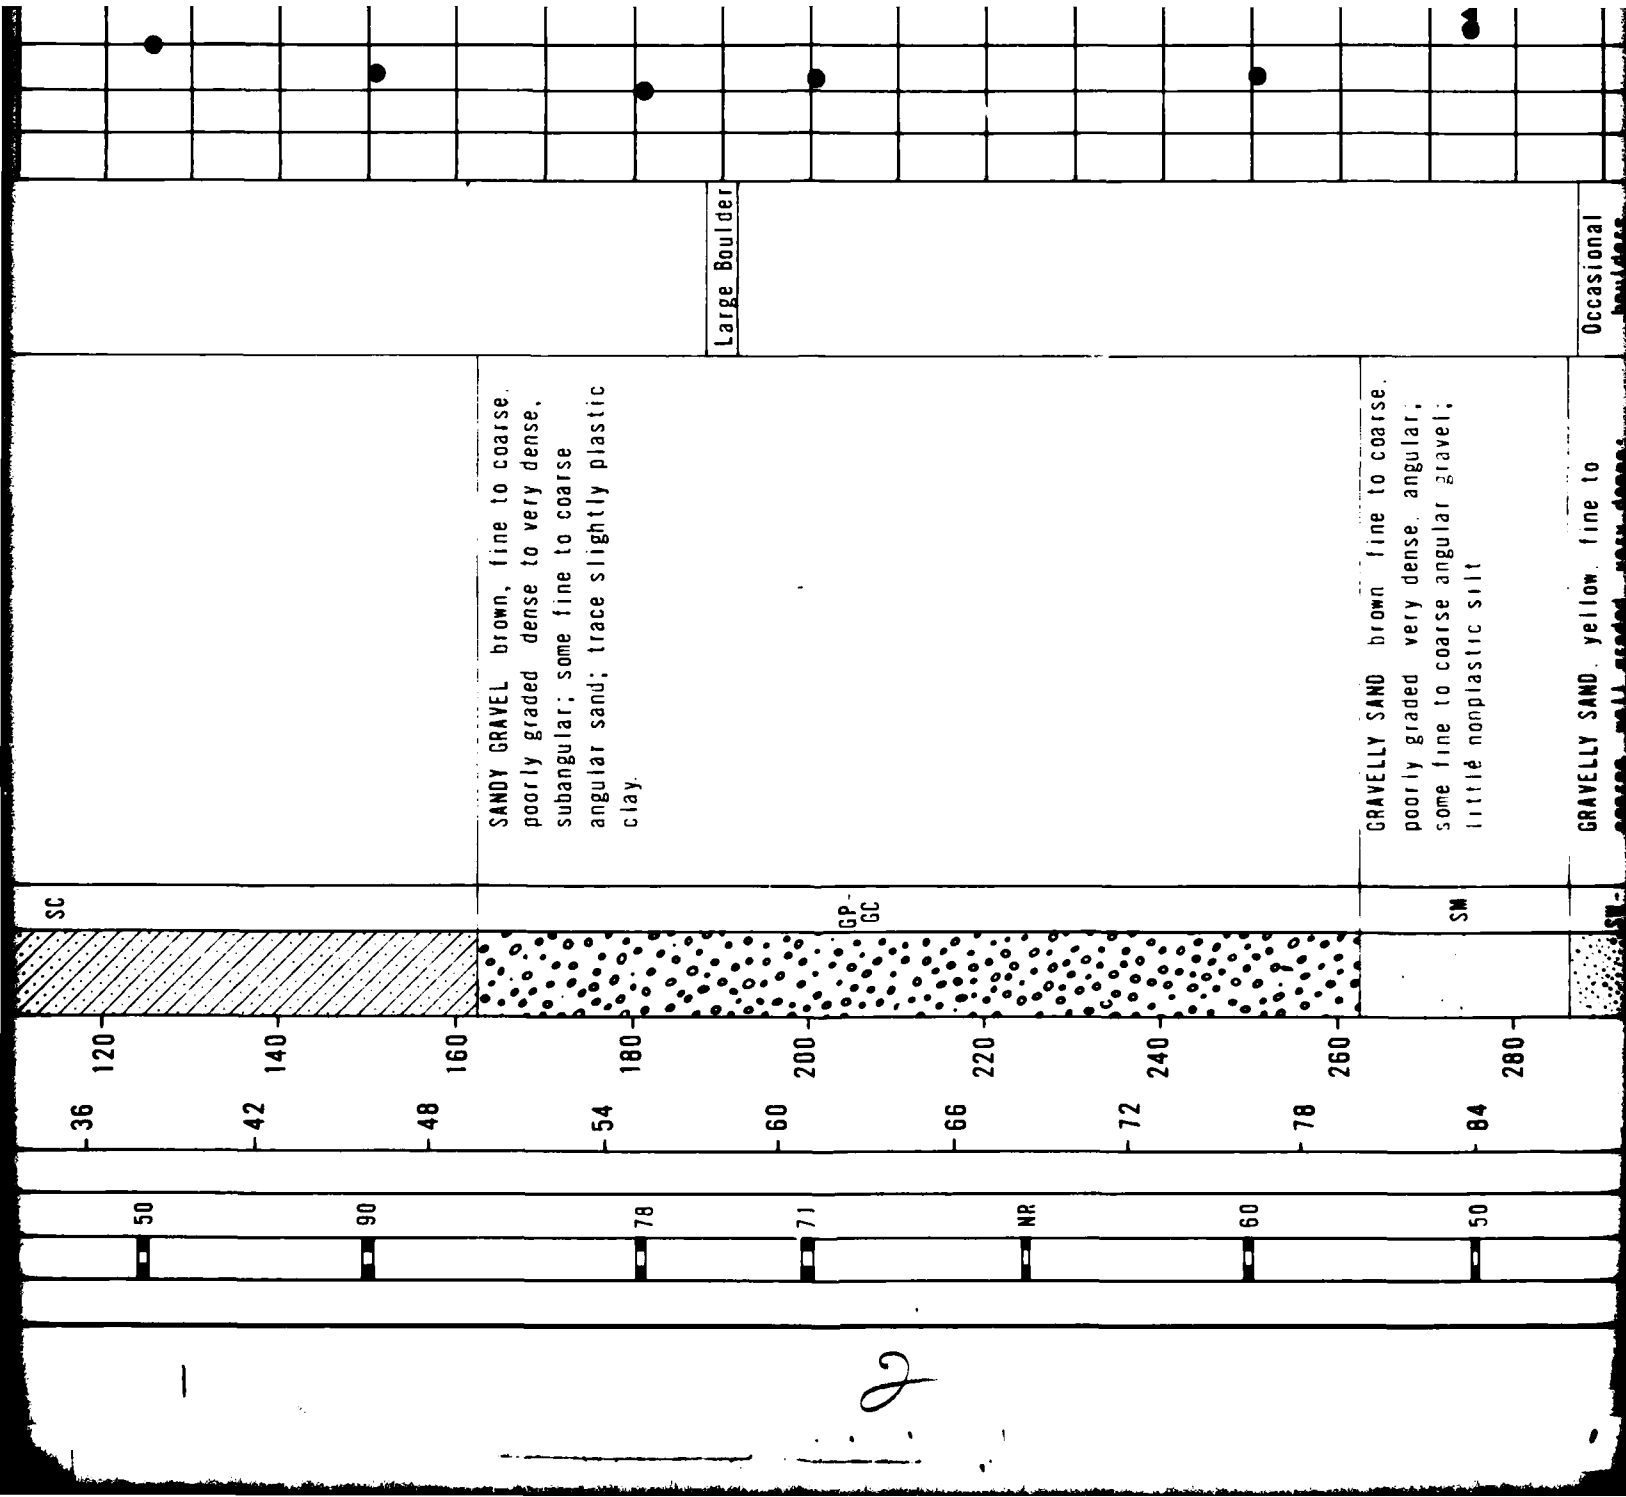 Large Boulder
Occasional
boulders
SANDY GRAVEL brown, fine to coarse.
poorly graded dense to very dense,
subangular; some fine to coarse
angular sand; trace slightly plastic
clay.
GRAVELLY SAND brown fine to coarse.
poorly graded very dense. angular;
some fine to coarse angular gravel;
little nonplastic silt
GRAVELLY SAND. yellow. fine to
SC
GP-
GC
SM
120
140
160
180
200
220
240
260
280
36
42
48
54
60
66
72
78
84
50
90
78
71
NR
60
50
2